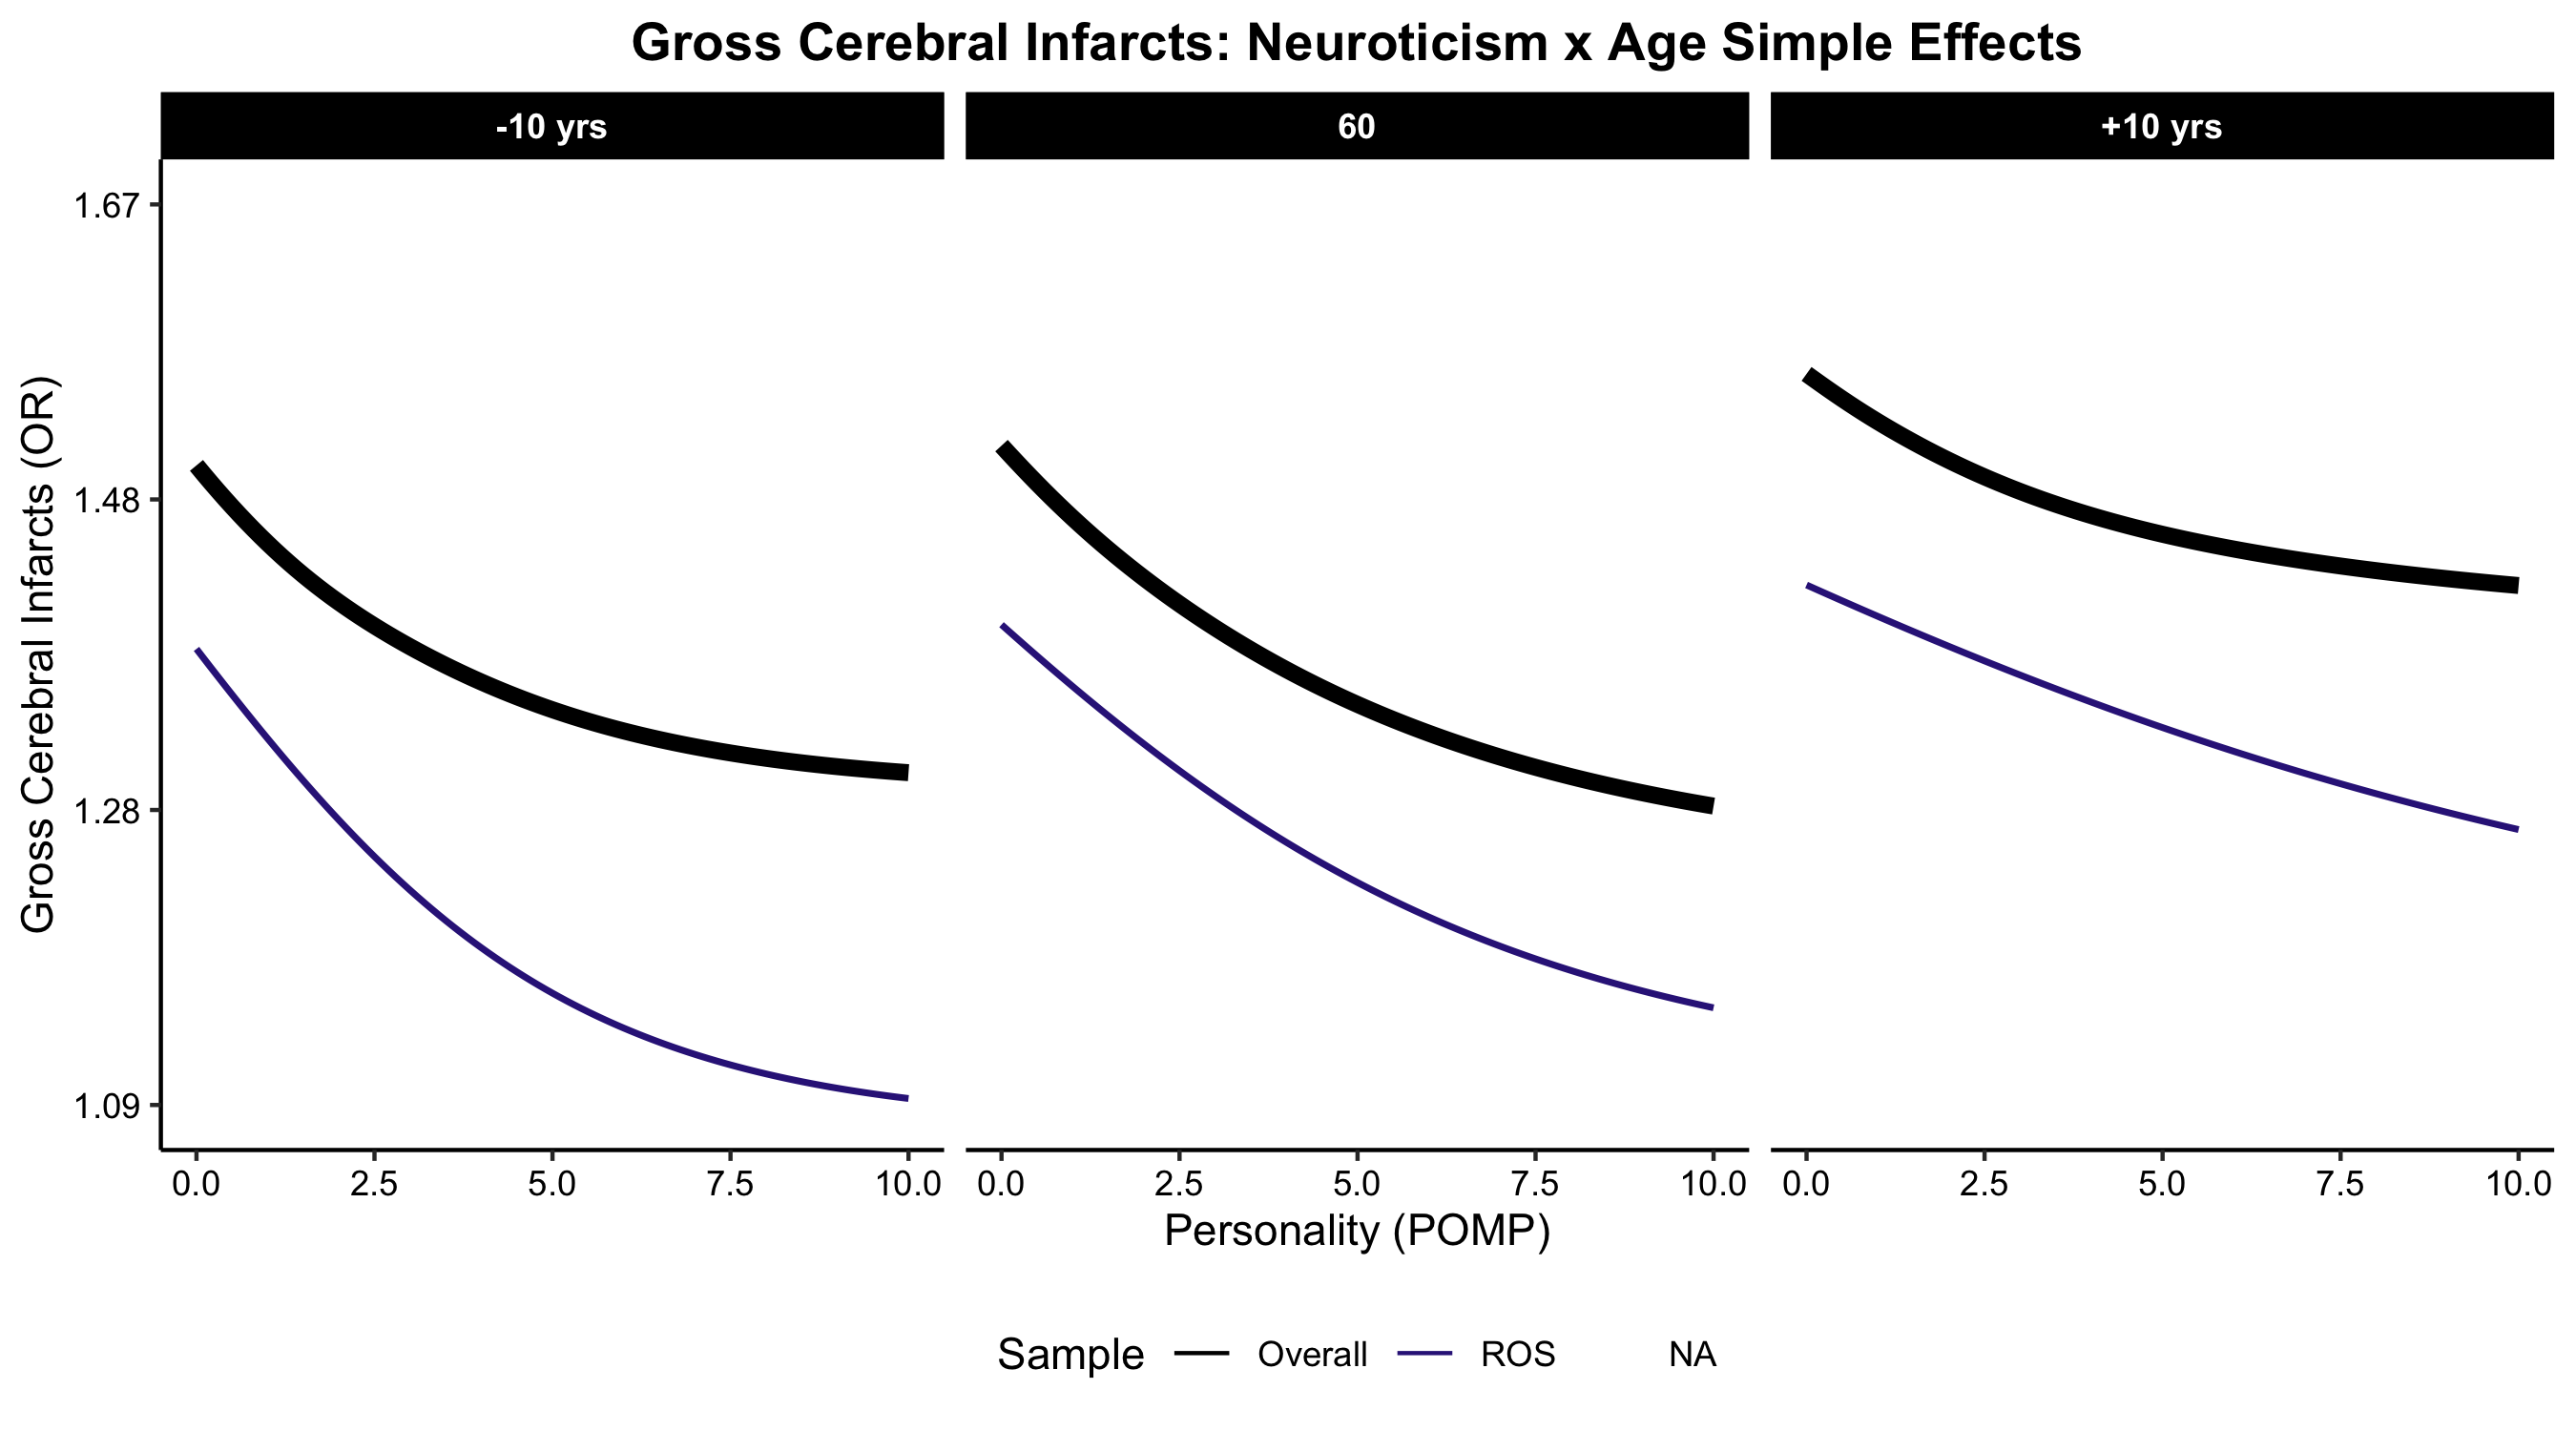 Gross Cerebral Infarcts: Neuroticism x Age Simple Effects
-10 yrs
60
+10 yrs
Gross Cerebral Infarcts (OR)
1.67
1.48
1.28
1.09
0.0 2.5 5.0 7.5 10.0 0.0 2.5 5.0 7.5 10.0 0.0 2.5 5.0 7.5 10.0
Personality (POMP)
Sample Overall ROS NA